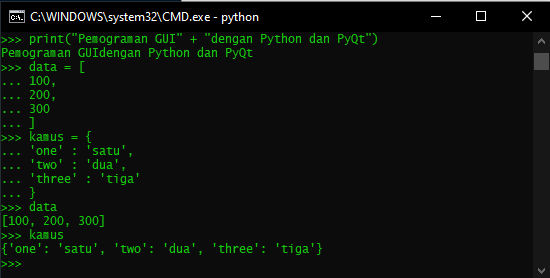 C:\WINDOWS\system32\CMD.exe - python
>>> print("Pemograman GUI" + "dengan Python dan PyQt")
Pemograman GUIdengan Python dan PyQt
>>> data = [
... 100,
... 200,
... 300
... ]
>>> kamus = {
... 'one' : 'satu',
... 'two' : 'dua',
... 'three' : 'tiga'
... }
>>> data
[100, 200, 300]
>>> kamus
{'one': 'satu', 'two': 'dua', 'three': 'tiga'}
>>>